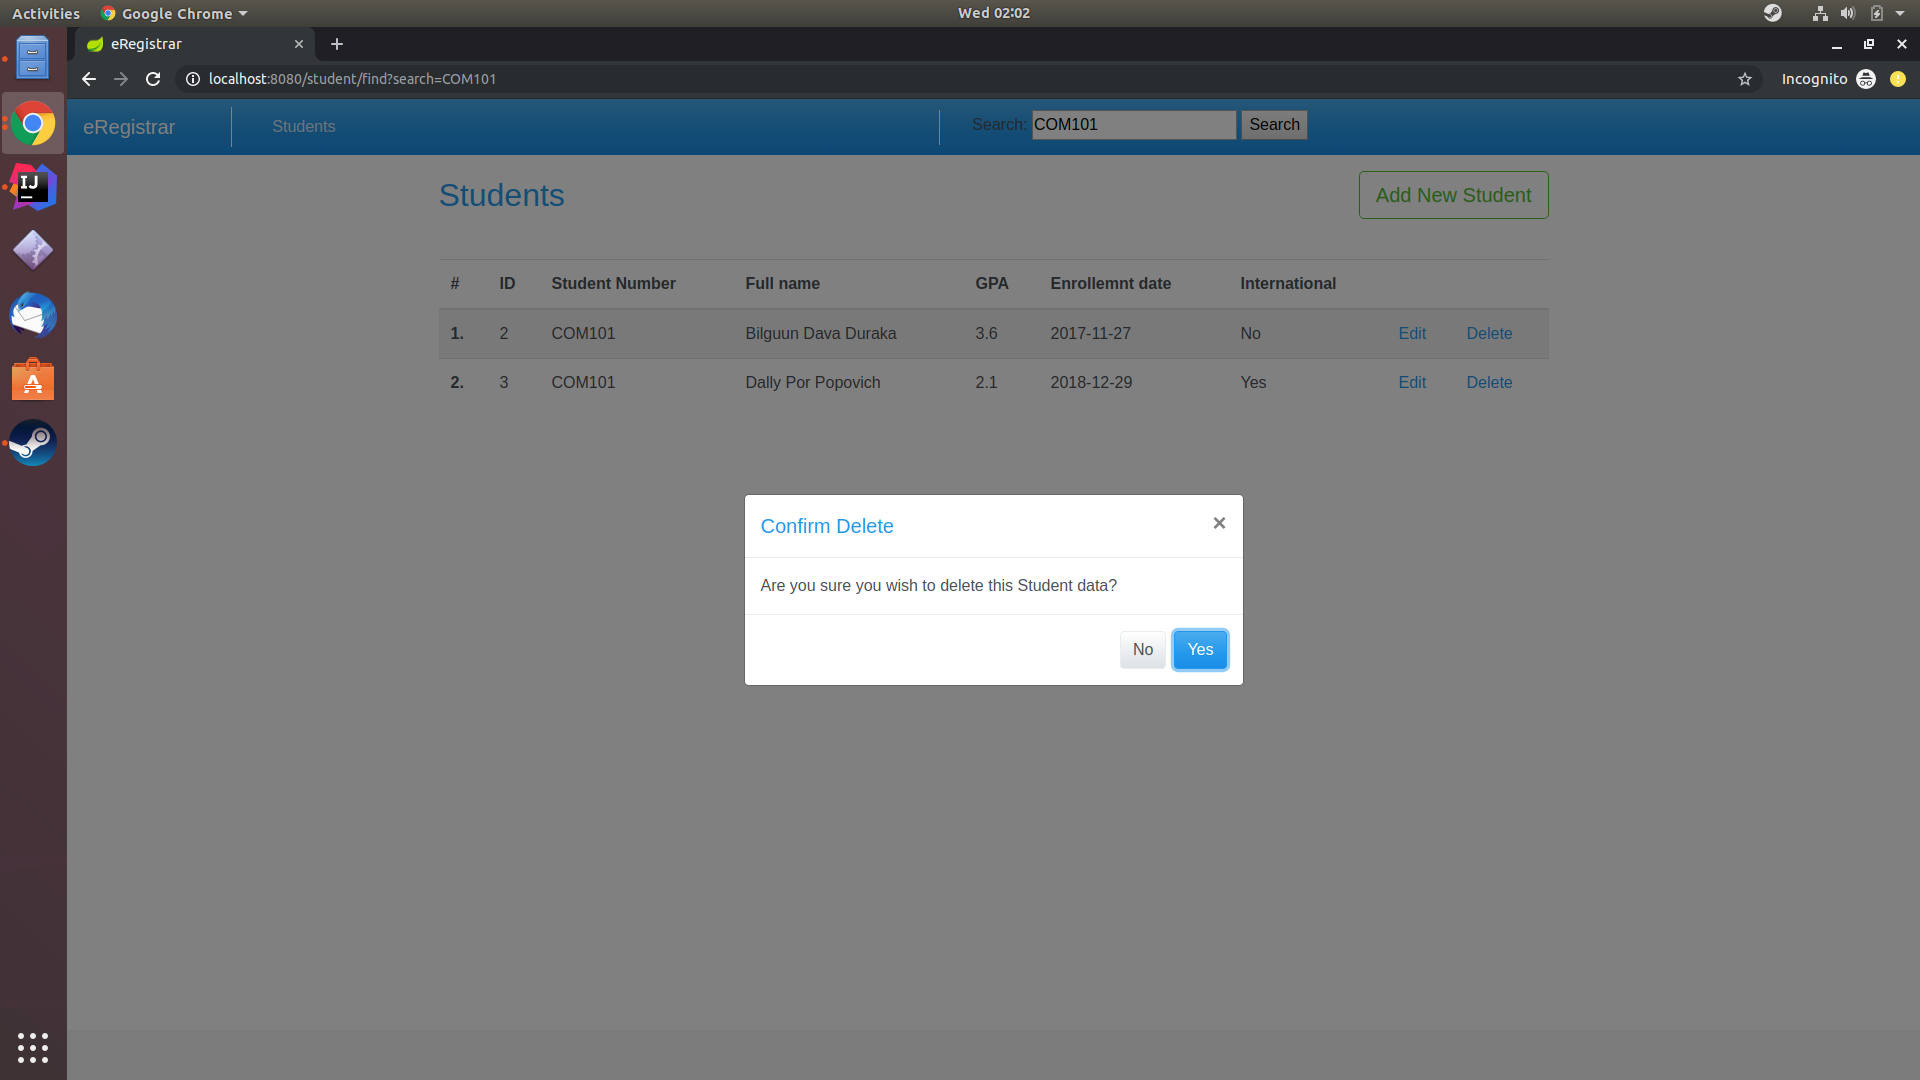 Activities Google Chrome Wed 02:02
eRegistrar
localhost:8080/student/find?search=COM101 Incognito
eRegistrar Students Search: COM101 Search
Students Add New Student
# ID Student Number Full name GPA Enrollemnt date International
1. 2 COM101 Bilguun Dava Duraka 3.6 2017-11-27 No Edit Delete
2. 3 COM101 Dally Por Popovich 2.1 2018-12-29 Yes Edit Delete
Confirm Delete ×
Are you sure you wish to delete this Student data?
No Yes
IJ